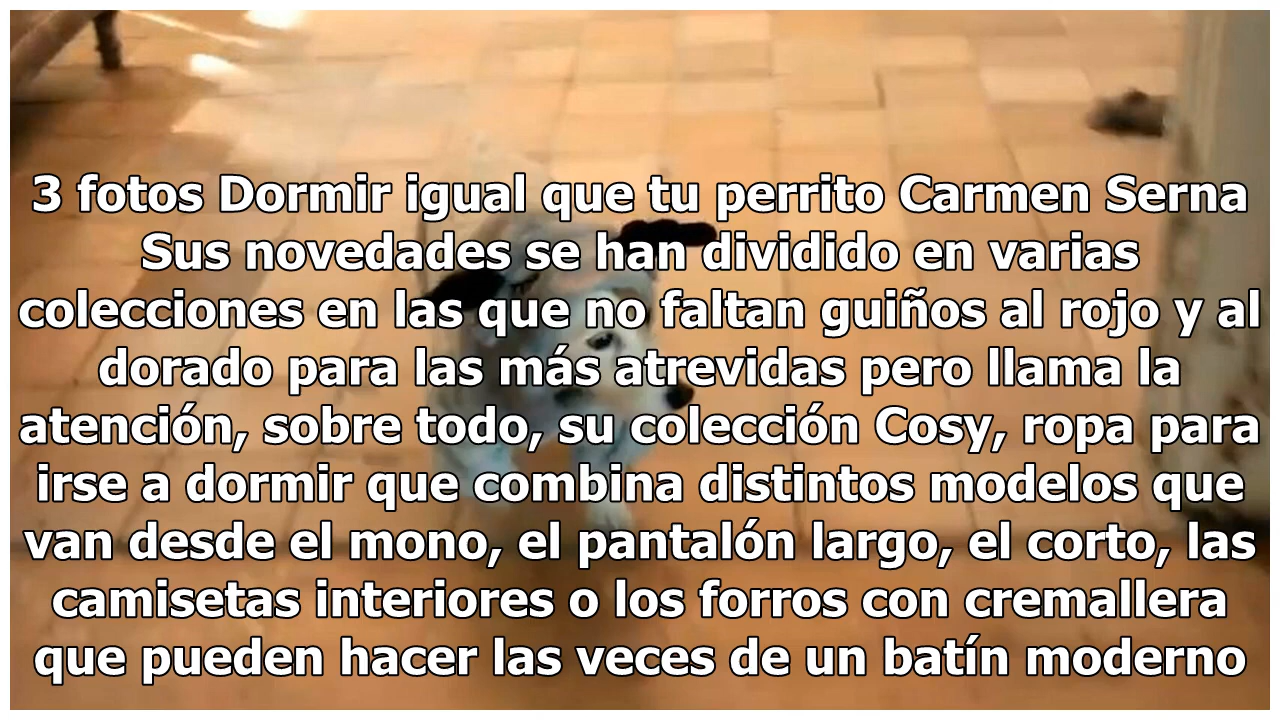 3 fotos Dormir igual que tu perrito Carmen Serna
Sus novedades se han dividido en varias
colecciones en las que no faltan guiños al rojo y al
dorado para las más atrevidas pero llama la
atención, sobre todo, su colección Cosy, ropa para
irse a dormir que combina distintos modelos que
van desde el mono, el pantalón largo, el corto, las
camisetas interiores o los forros con cremallera
que pueden hacer las veces de un batín moderno